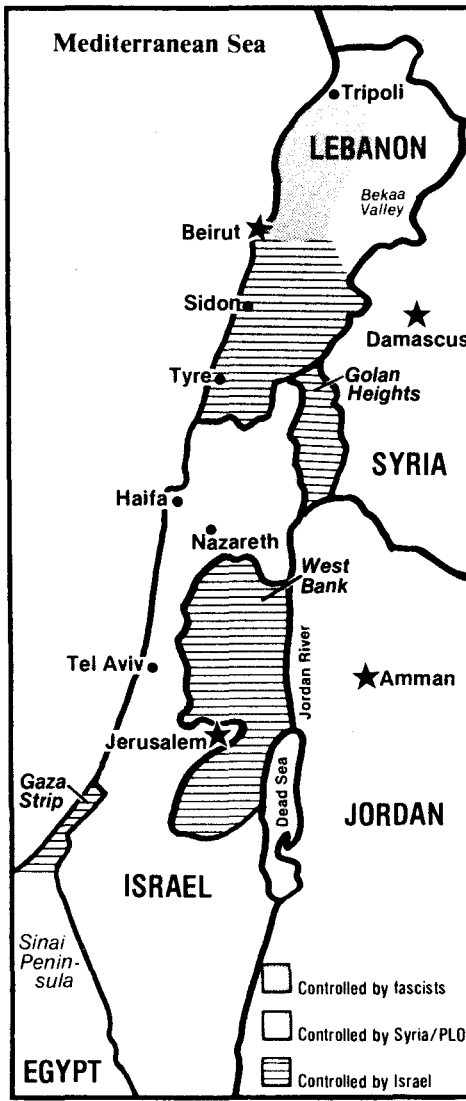 Mediterranean Sea
Tripoli
LEBANON
Bekaa
Valley
Beirut
Sidon
Damascus
Tyre
Golan
Heights
SYRIA
Haifa
Nazareth
West
Bank
Jordan River
Tel Aviv
Amman
Jerusalem
Gaza
Strip
Dead Sea
JORDAN
ISRAEL
Sinai
Penin-
sula
Controlled by fascists
Controlled by Syria/PLO
EGYPT
Controlled by Israel